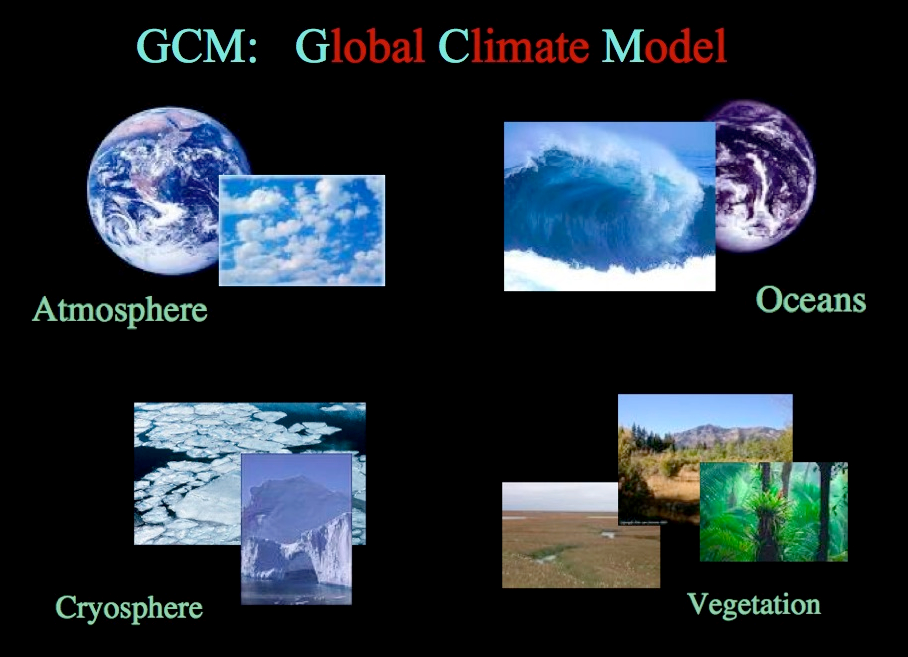 GCM: Global Climate Model
Atmosphere
Oceans
Cryosphere
Vegetation